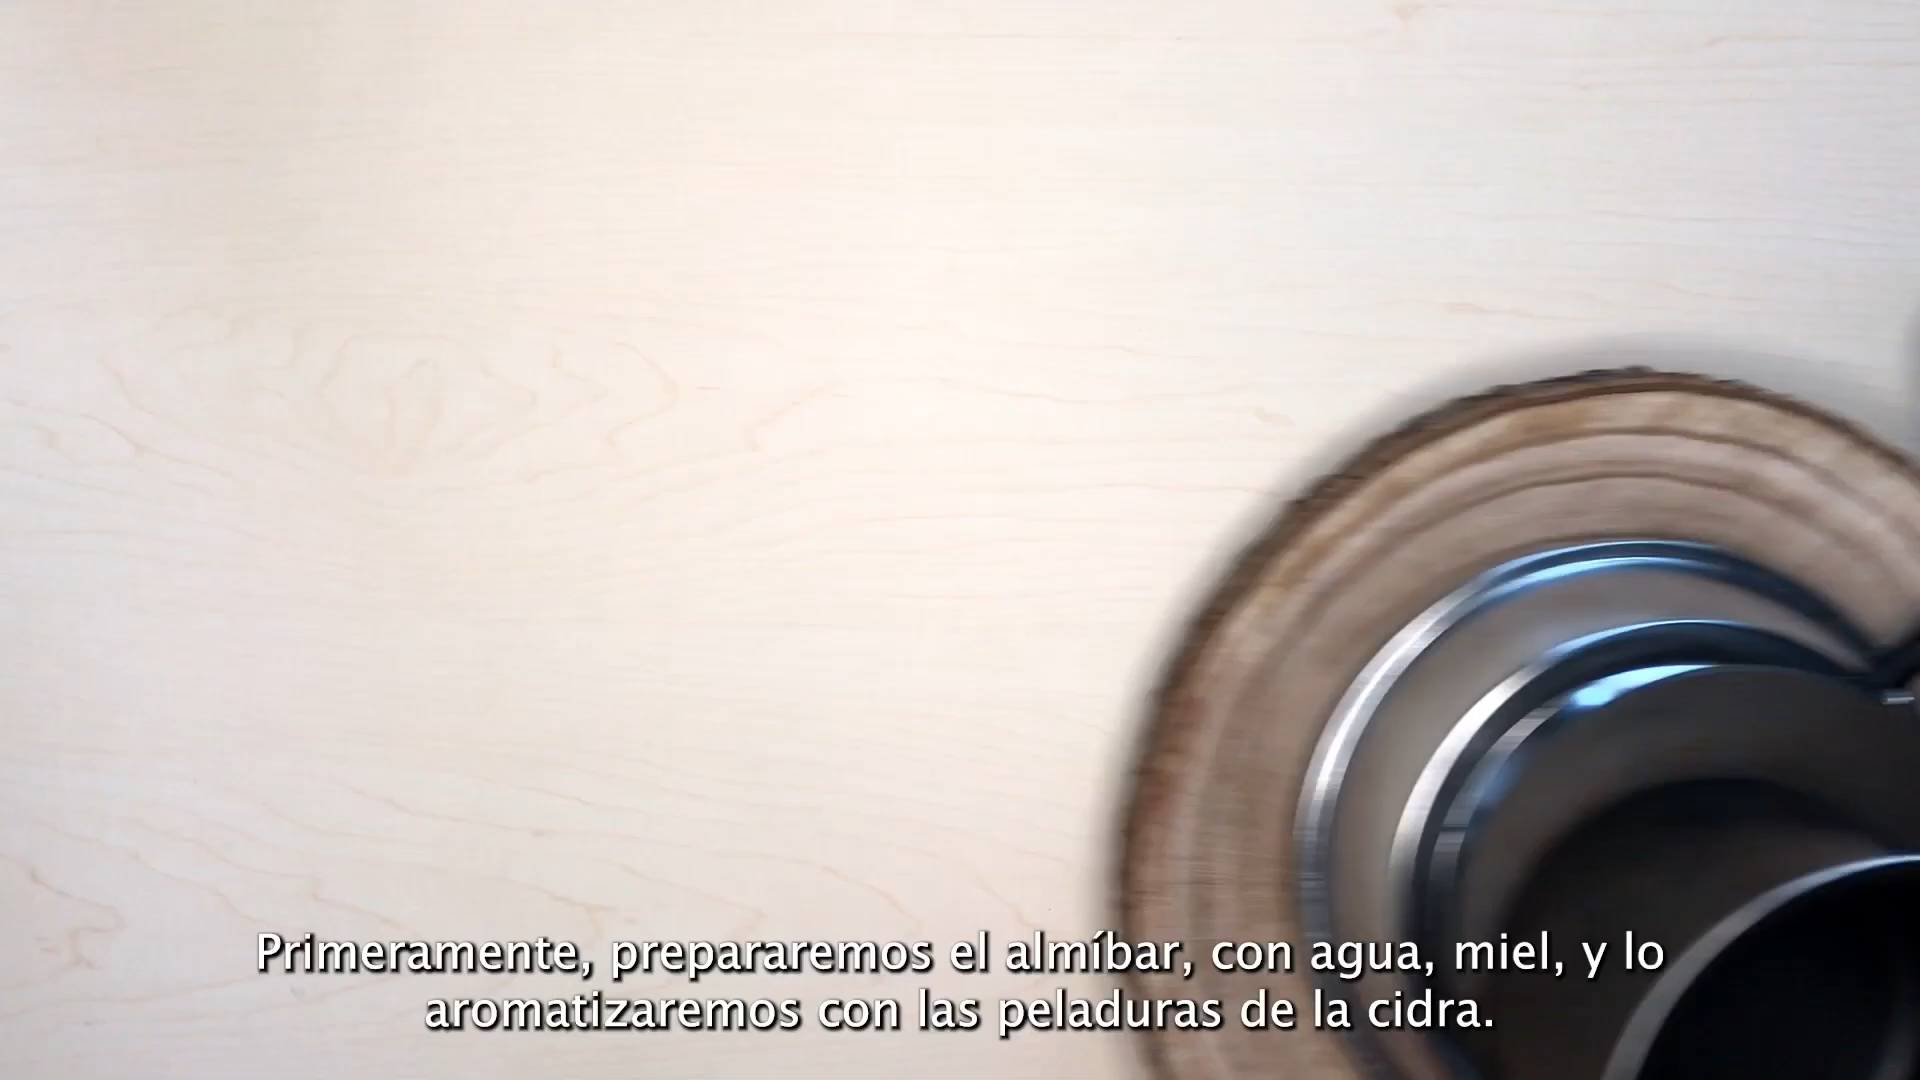 Primeramente, prepararemos el almíbar, con agua, miel, y lo
aromatizaremos con las peladuras de la cidra.